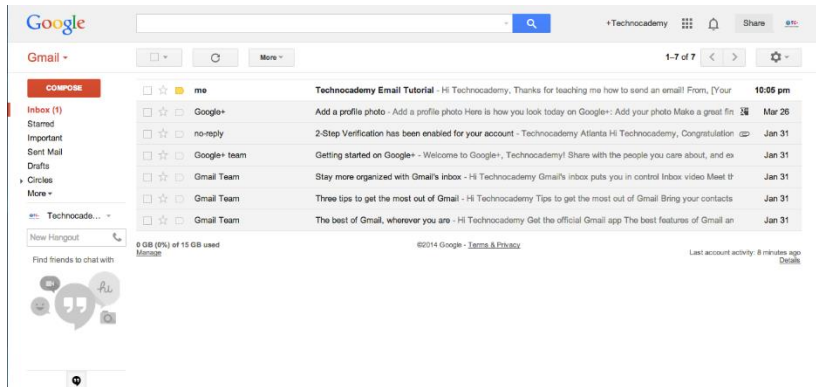 Google
+Technocademy
Share
Gmail
More
1–7 of 7
COMPOSE
Inbox (1)
Starred
Important
Sent Mail
Drafts
Circles
More
Technocade...
New Hangout
Find friends to chat with
hi
me Technocademy Email Tutorial - Hi Technocademy, Thanks for teaching me how to send an email! From, [Your 10:05 pm
Google+ Add a profile photo - Add a profile photo Here is how you look today on Google+: Add your photo Make a great firs Mar 26
no-reply 2-Step Verification has been enabled for your account - Technocademy Atlanta Hi Technocademy, Congratulation Jan 31
Google+ team Getting started on Google+ - Welcome to Google+, Technocademy! Share with the people you care about, and ex Jan 31
Gmail Team Stay more organized with Gmail's inbox - Hi Technocademy Gmail's inbox puts you in control Inbox video Meet th Jan 31
Gmail Team Three tips to get the most out of Gmail - Hi Technocademy Tips to get the most out of Gmail Bring your contacts Jan 31
Gmail Team The best of Gmail, wherever you are - Hi Technocademy Get the official Gmail app The best features of Gmail an Jan 31
0 GB (0%) of 15 GB used
Manage
©2014 Google - Terms & Privacy
Last account activity: 8 minutes ago
Details